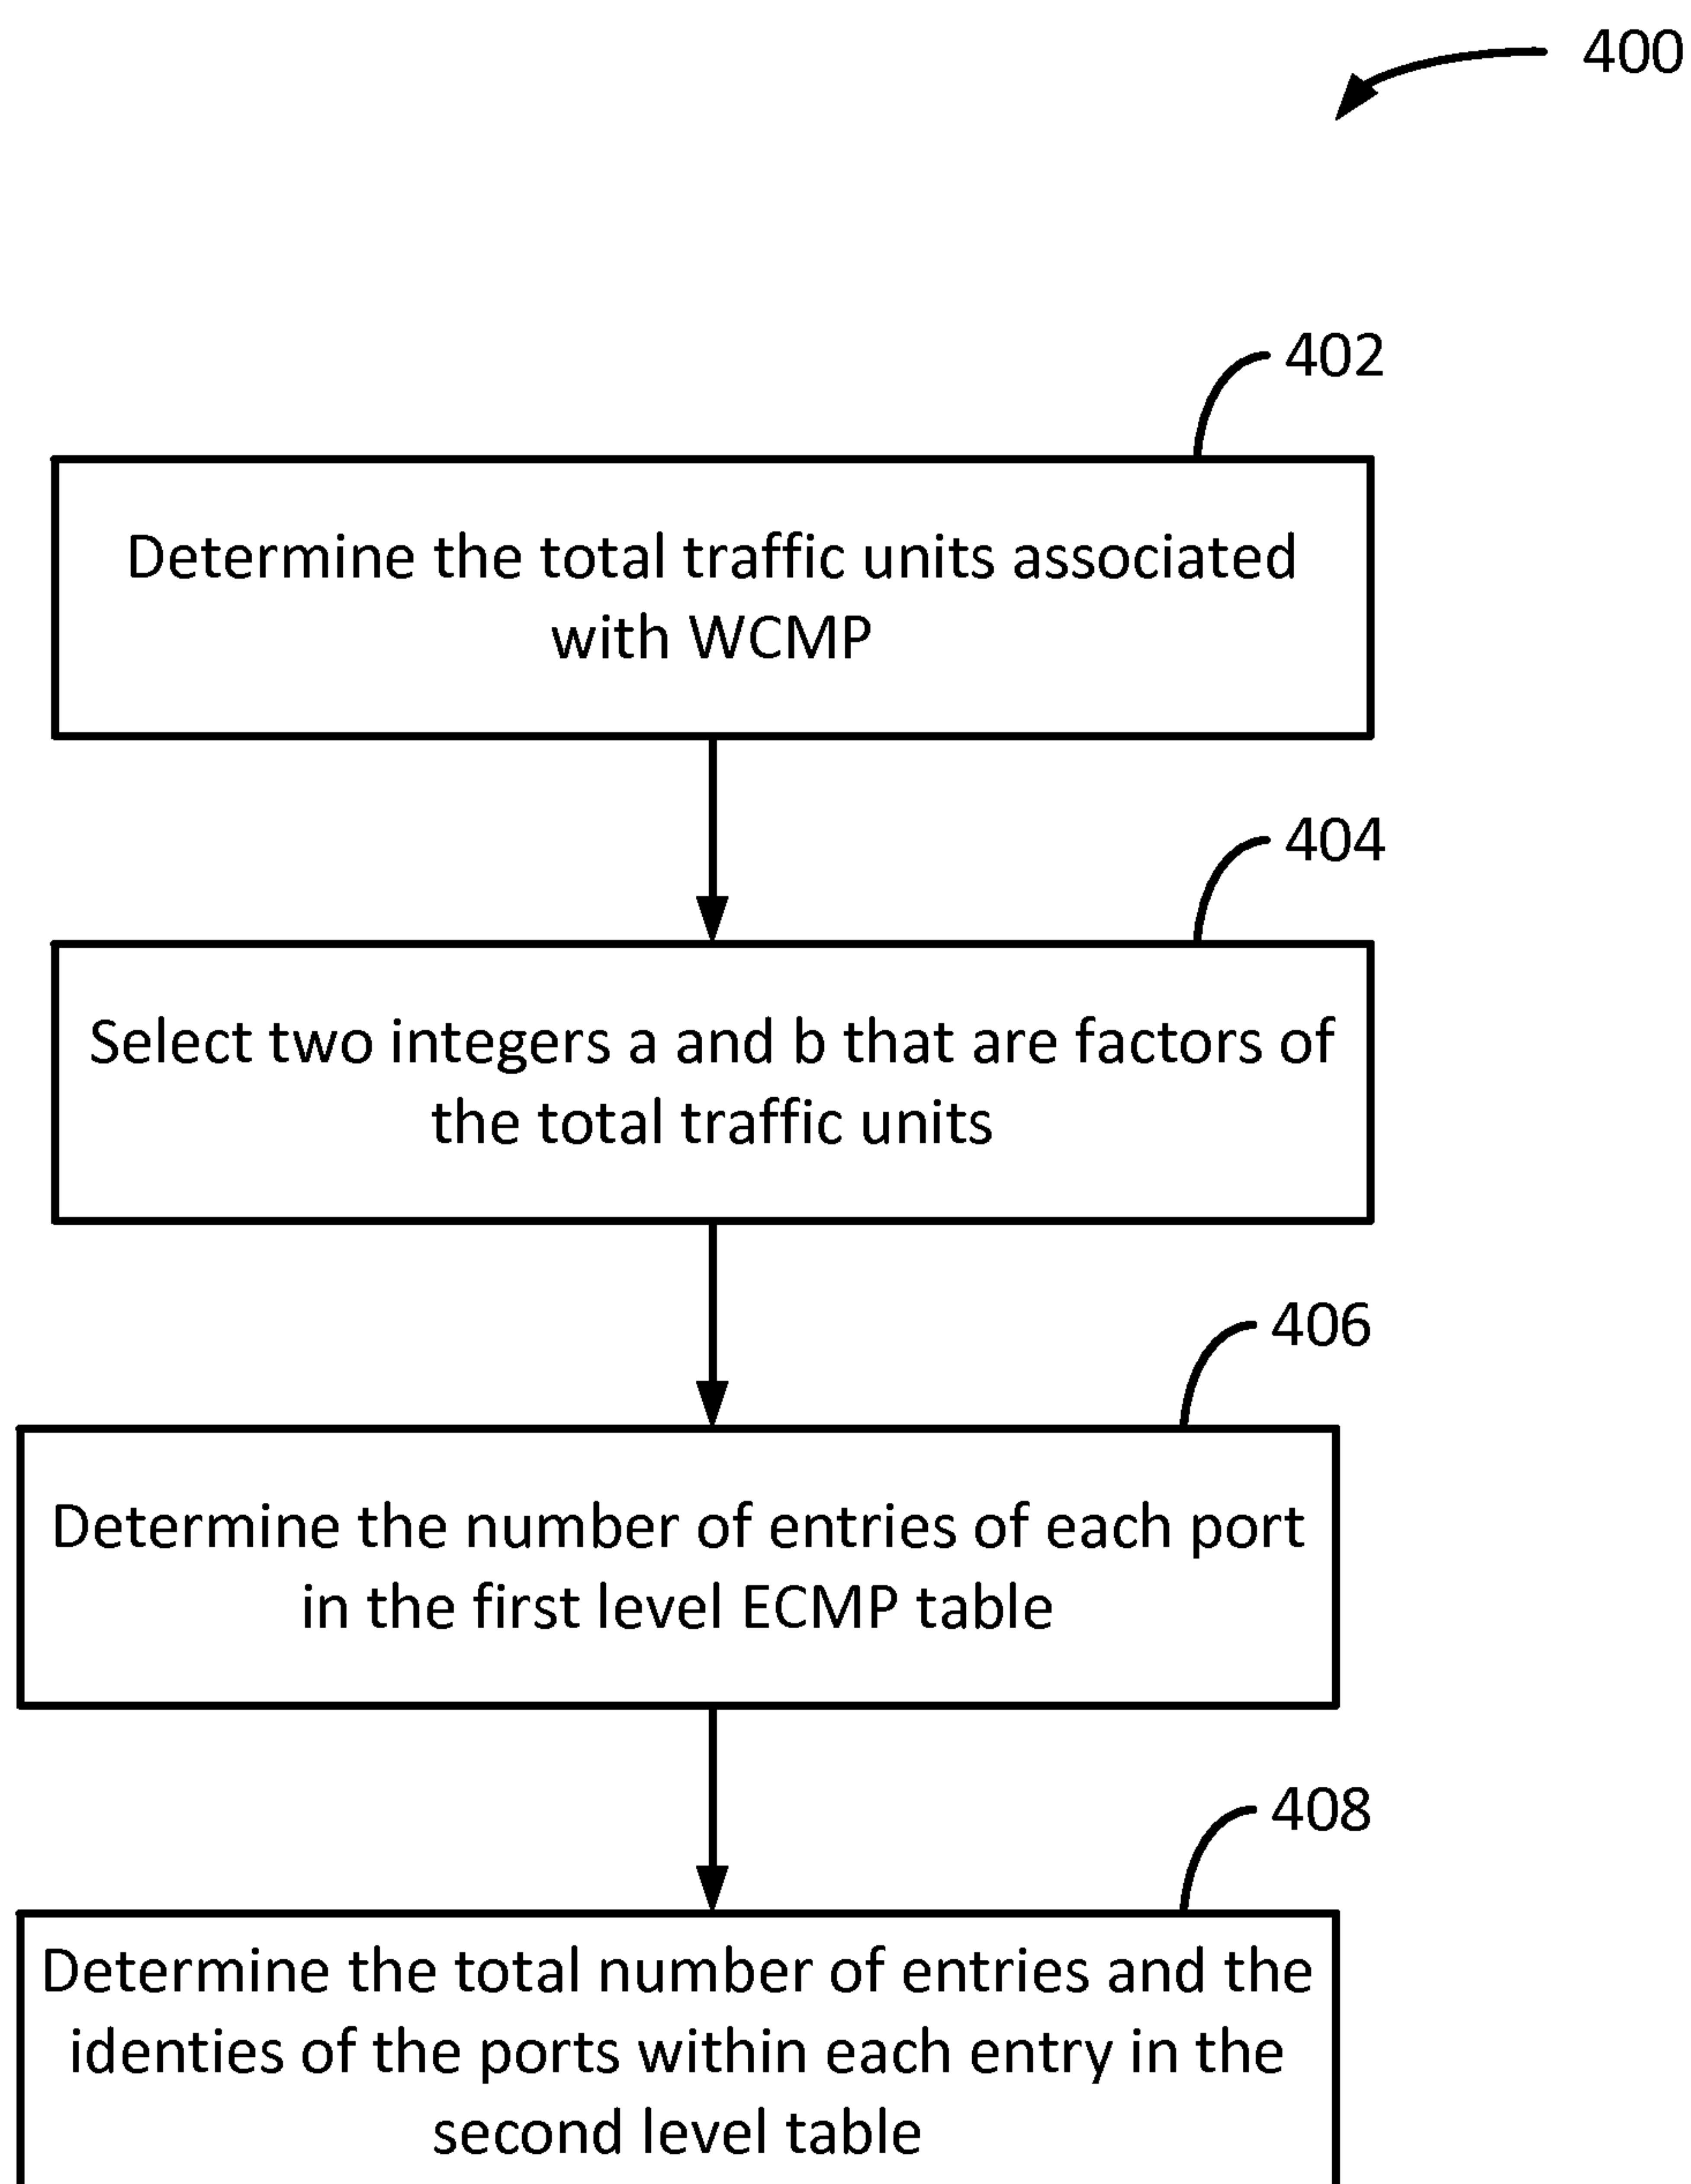 400
402
Determine the total traffic units associated
with WCMP
404
Select two integers a and b that are factors of
the total traffic units
406
Determine the number of entries of each port
in the first level ECMP table
408
Determine the total number of entries and the
identies of the ports within each entry in the
second level table